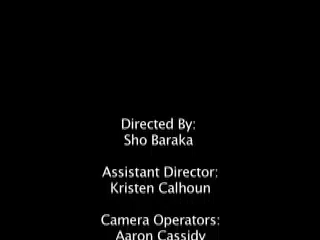 Directed By:
Sho Baraka
Assistant Director:
Kristen Calhoun
Camera Operators:
Aaron Cassidy